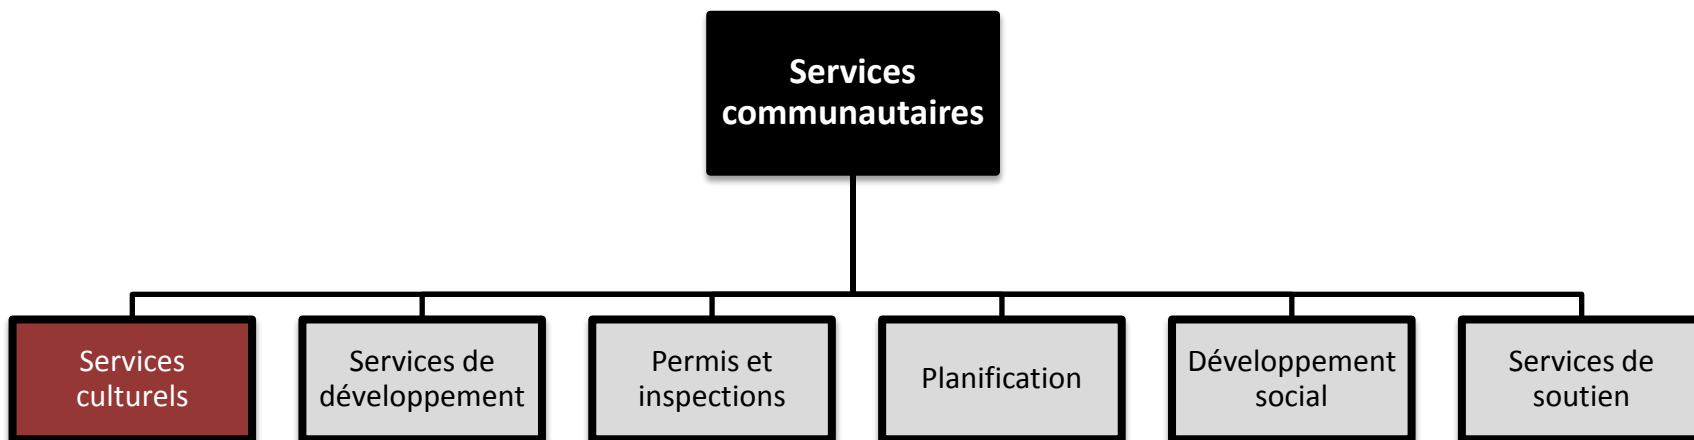 Services
communautaires
Services
culturels
Services de
développement
Permis et
inspections
Planification
Développement
social
Services de
soutien